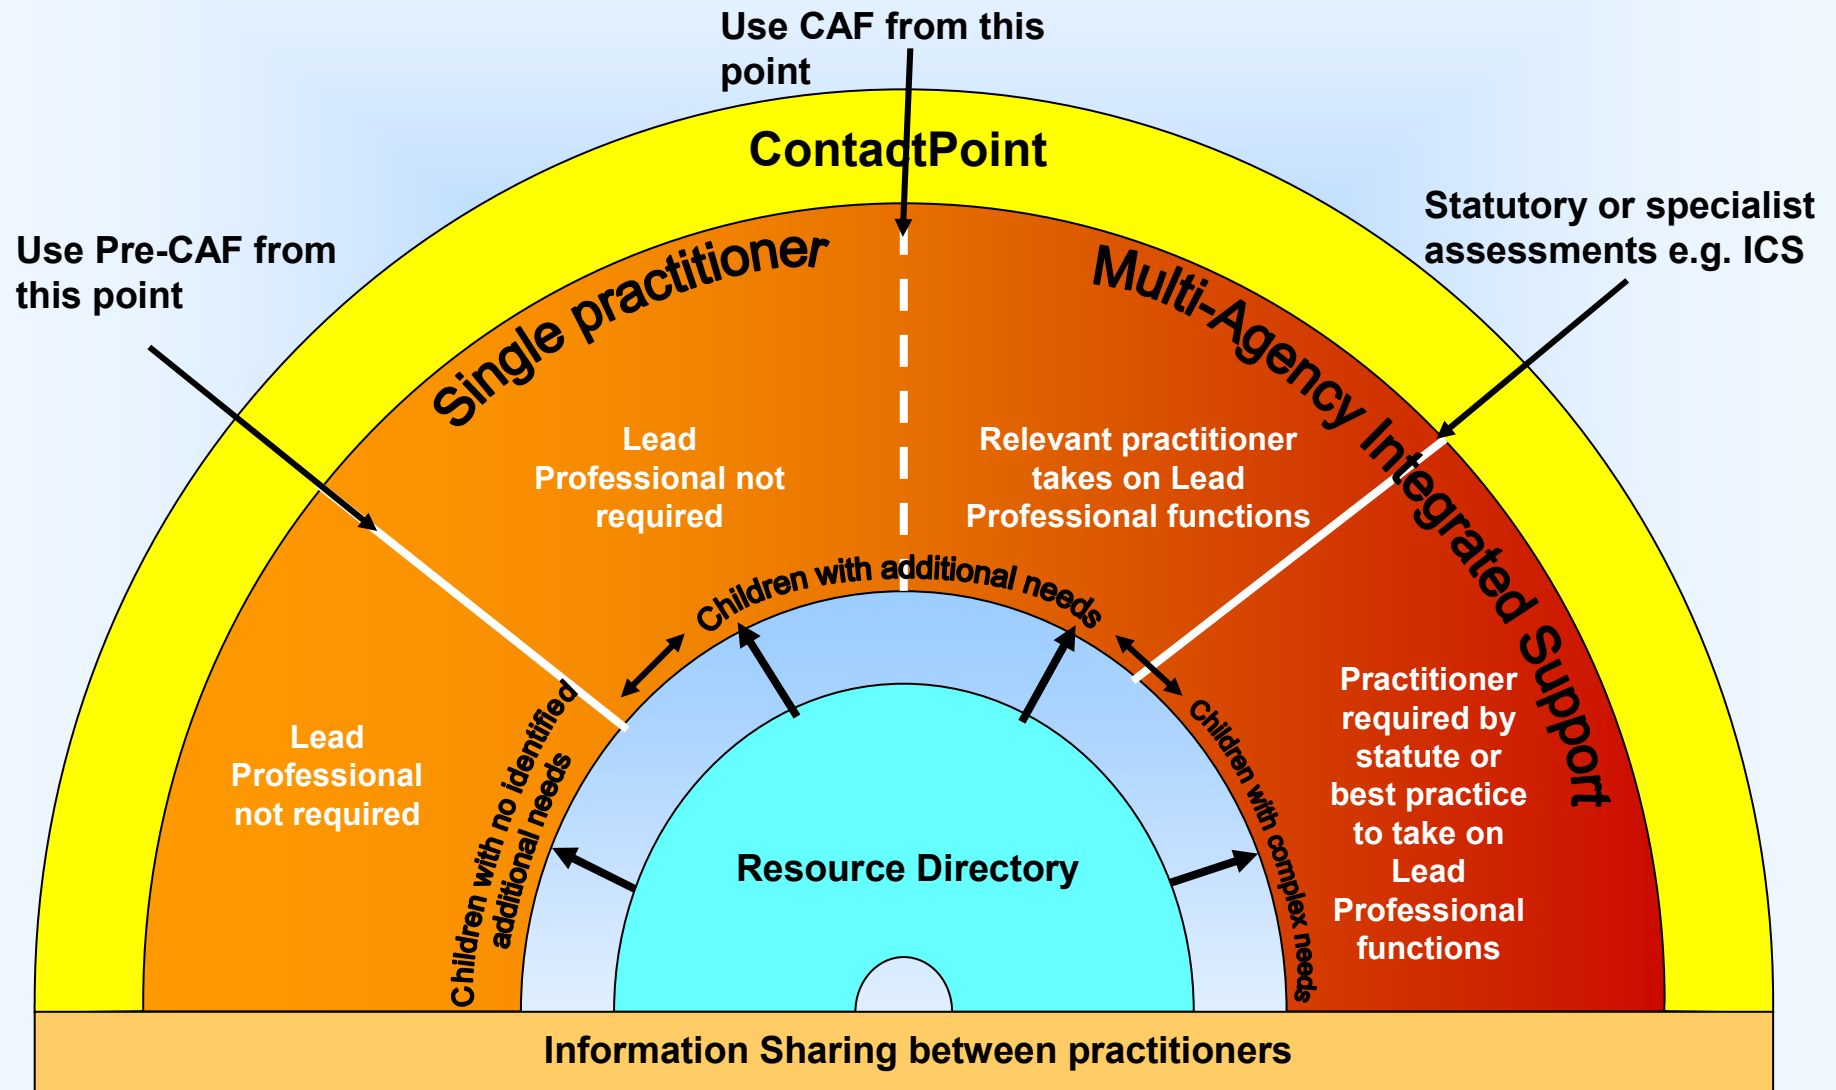 Use CAF from this
point
ContactPoint
Statutory or specialist
assessments e.g. ICS
Use Pre-CAF from
this point
Single practitioner
Multi-Agency Integrated Support
Lead
Professional not
required
Relevant practitioner
takes on Lead
Professional functions
Children with additional needs
Lead
Professional
not required
Children with no identified
additional needs
Children with complex needs
Practitioner
required by
statute or
best practice
to take on
Lead
Professional
functions
Resource Directory
Information Sharing between practitioners